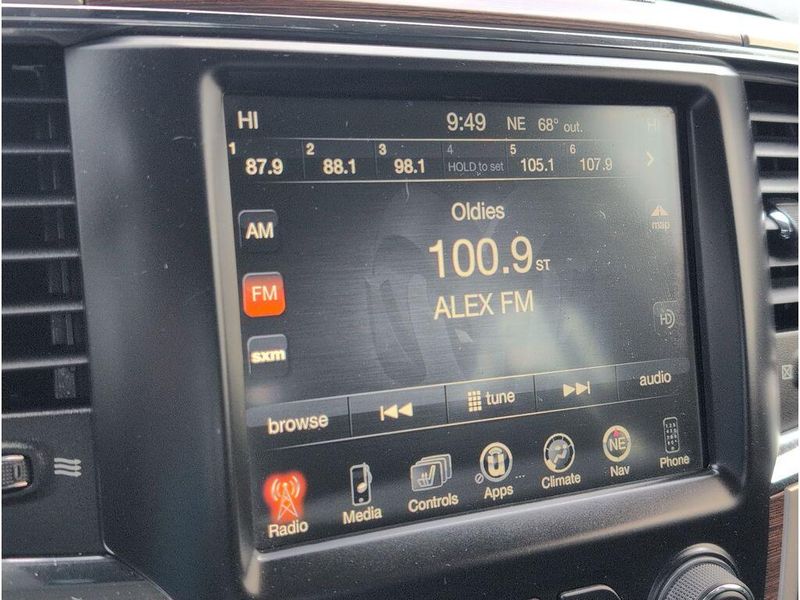 HI 9:49 NE 68° out. HI
1 87.9 2 88.1 3 98.1 4 HOLD to set 5 105.1 6 107.9
AM Oldies map
FM 100.9 ST
ALEX FM HD
sxm
browse tune audio
Radio Media Controls Apps Climate NE Nav Phone